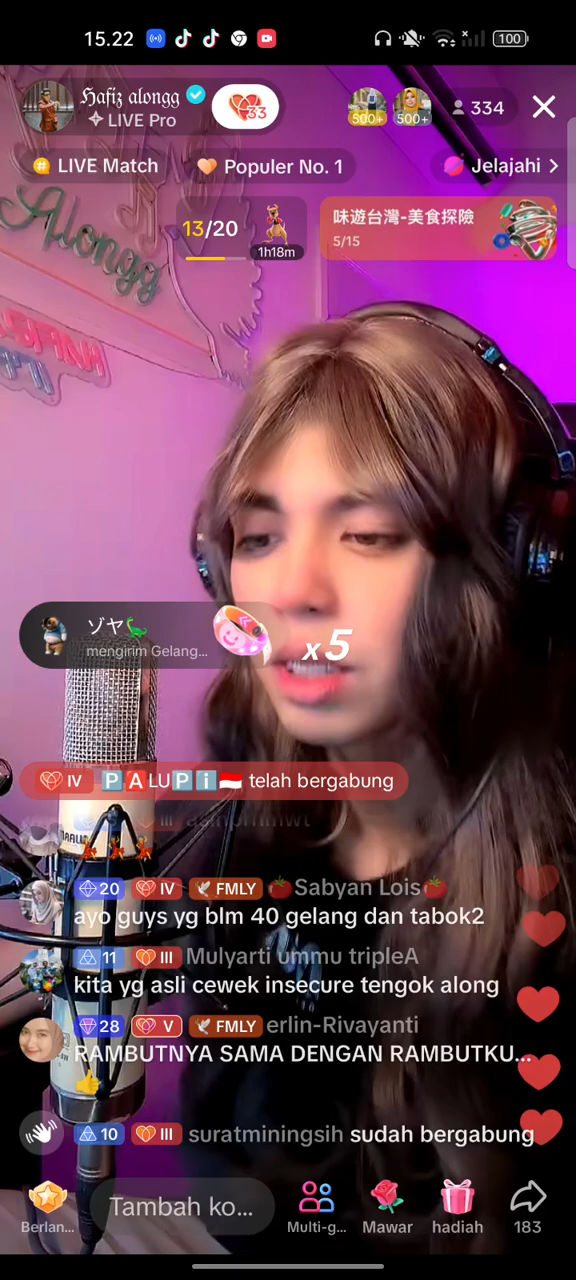 15.22
100
Hafiz alongg
LIVE Pro
33
500+
500+
334
LIVE Match
Populer No. 1
Jelajahi
Alongg
13/20
1h18m
味遊台灣-美食探險
5/15
ゾヤ🦕
mengirim Gelang...
x5
IV 🅿🅰LU🅿ℹ🇮🇩 telah bergabung
20 IV FMLY 🍅Sabyan Lois🍅
ayo guys yg blm 40 gelang dan tabok2
11 III Mulyarti ummu tripleA
kita yg asli cewek insecure tengok along
28 V FMLY erlin-Rivayanti
RAMBUTNYA SAMA DENGAN RAMBUTKU...
👍
10 III suratminingsih sudah bergabung
Berlan...
Tambah ko...
Multi-g...
Mawar
hadiah
183